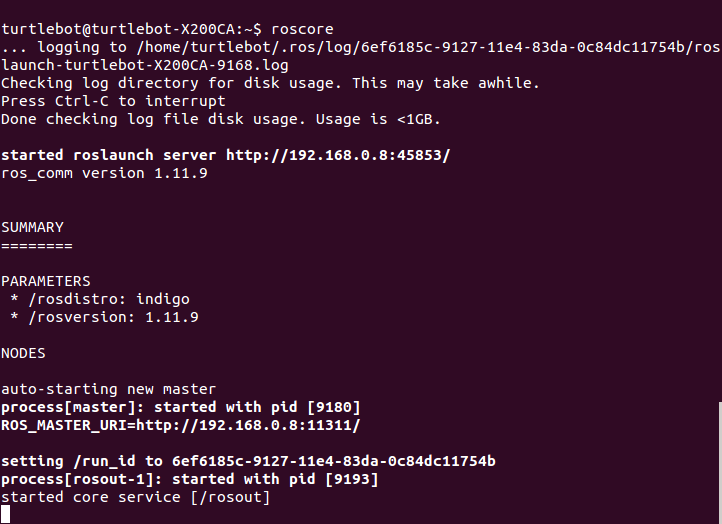 turtlebot@turtlebot-X200CA:~$ roscore
... logging to /home/turtlebot/.ros/log/6ef6185c-9127-11e4-83da-0c84dc11754b/ros
launch-turtlebot-X200CA-9168.log
Checking log directory for disk usage. This may take awhile.
Press Ctrl-C to interrupt
Done checking log file disk usage. Usage is <1GB.
started roslaunch server http://192.168.0.8:45853/
ros_comm version 1.11.9
SUMMARY
========
PARAMETERS
 * /rosdistro: indigo
 * /rosversion: 1.11.9
NODES
auto-starting new master
process[master]: started with pid [9180]
ROS_MASTER_URI=http://192.168.0.8:11311/
setting /run_id to 6ef6185c-9127-11e4-83da-0c84dc11754b
process[rosout-1]: started with pid [9193]
started core service [/rosout]